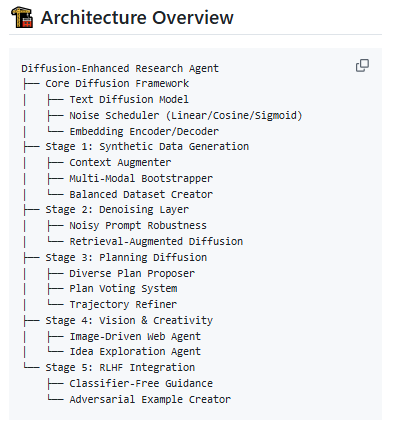 🏗️ Architecture Overview
Diffusion-Enhanced Research Agent
├── Core Diffusion Framework
│   ├── Text Diffusion Model
│   ├── Noise Scheduler (Linear/Cosine/Sigmoid)
│   └── Embedding Encoder/Decoder
├── Stage 1: Synthetic Data Generation
│   ├── Context Augmenter
│   ├── Multi-Modal Bootstrapper
│   └── Balanced Dataset Creator
├── Stage 2: Denoising Layer
│   ├── Noisy Prompt Robustness
│   └── Retrieval-Augmented Diffusion
├── Stage 3: Planning Diffusion
│   ├── Diverse Plan Proposer
│   ├── Plan Voting System
│   └── Trajectory Refiner
├── Stage 4: Vision & Creativity
│   ├── Image-Driven Web Agent
│   └── Idea Exploration Agent
└── Stage 5: RLHF Integration
    ├── Classifier-Free Guidance
    └── Adversarial Example Creator